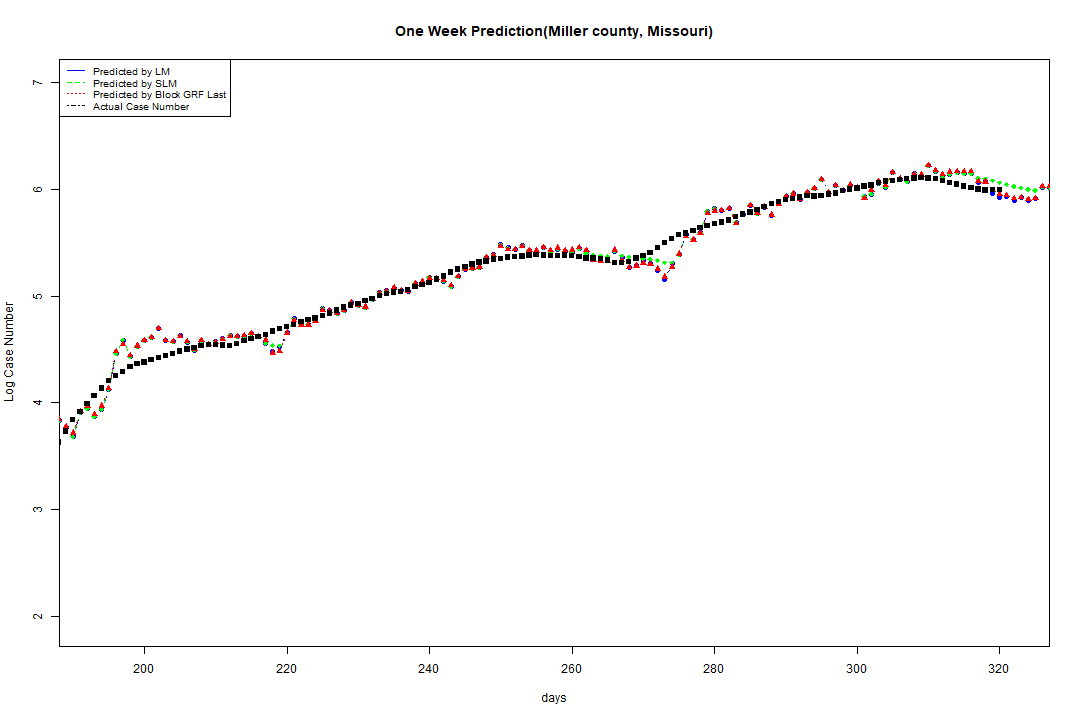 One Week Prediction(Miller county, Missouri)
Predicted by LM
Predicted by SLM
Predicted by Block GRF Last
Actual Case Number
7
6
5
4
3
2
Log Case Number
200 220 240 260 280 300 320
days